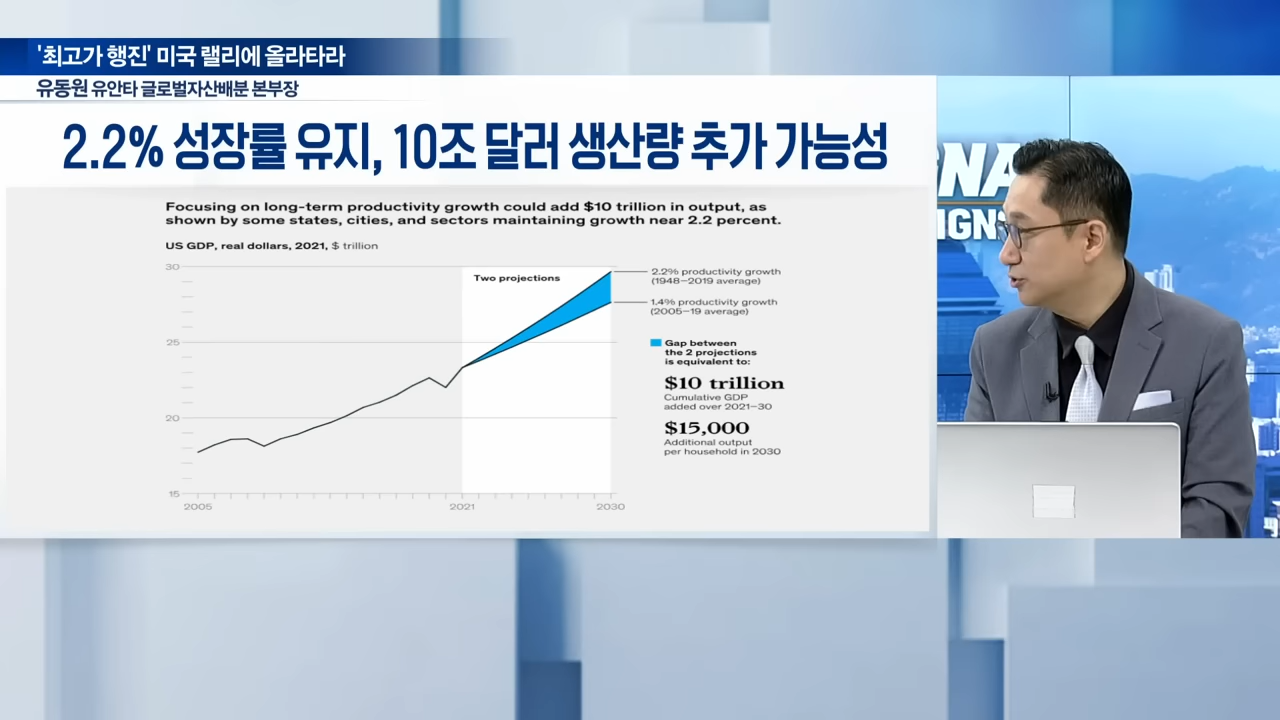 '최고가 행진' 미국 랠리에 올라타라
유동원 유안타 글로벌자산배분 본부장
2.2% 성장률 유지, 10조 달러 생산량 추가 가능성
Focusing on long-term productivity growth could add $10 trillion in output, as
shown by some states, cities, and sectors maintaining growth near 2.2 percent.
US GDP, real dollars, 2021, $ trillion
30
Two projections
2.2% productivity growth
(1948–2019 average)
1.4% productivity growth
(2005–19 average)
25
Gap between
the 2 projections
is equivalent to:
$10 trillion
Cumulative GDP
added over 2021–30
20
$15,000
Additional output
per household in 2030
15
2005
2021
2030